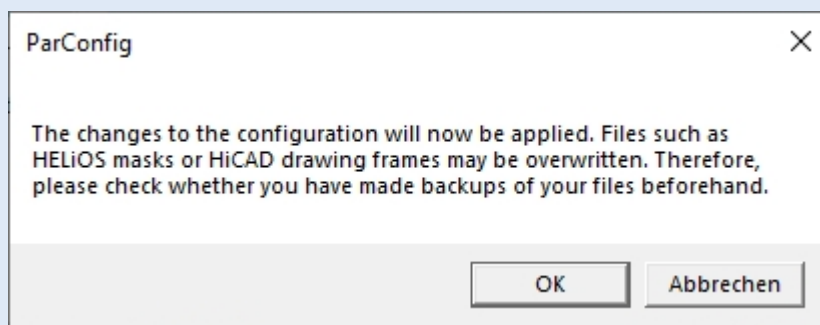 ParConfig
The changes to the configuration will now be applied. Files such as
HELiOS masks or HiCAD drawing frames may be overwritten. Therefore,
please check whether you have made backups of your files beforehand.
OK
Abbrechen